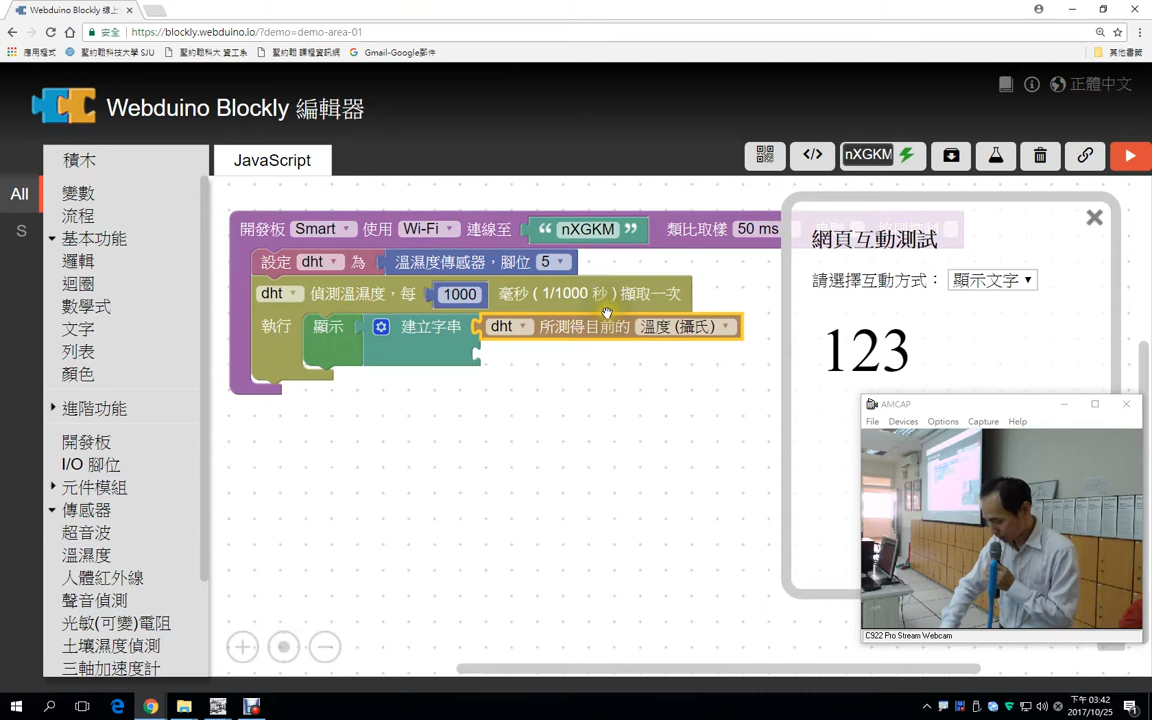 Webduino Blockly 線上
安全
https://blockly.webduino.io/?demo=demo-area-01
應用程式
聖約翰科技大學 SJU
聖約翰科大 資工系
聖約翰 課程資訊網
Gmail-Google郵件
其他書籤
Webduino Blockly 編輯器
正體中文
積木
JavaScript
</>
nXGKM
All
S
變數
流程
基本功能
邏輯
迴圈
數學式
文字
列表
顏色
進階功能
開發板
I/O 腳位
元件模組
傳感器
超音波
溫濕度
人體紅外線
聲音偵測
光敏(可變)電阻
土壤濕度偵測
三軸加速度計
開發板 Smart 使用 Wi-Fi 連線至 “ nXGKM ” 類比取樣 50 ms
設定 dht 為 溫濕度傳感器,腳位 5
dht 偵測溫濕度,每 1000 毫秒 ( 1/1000 秒 ) 擷取一次
執行 顯示 建立字串 dht 所測得目前的 溫度 (攝氏)
網頁互動測試
請選擇互動方式: 顯示文字
123
AMCAP
File Devices Options Capture Help
C922 Pro Stream Webcam
下午 03:42
2017/10/25